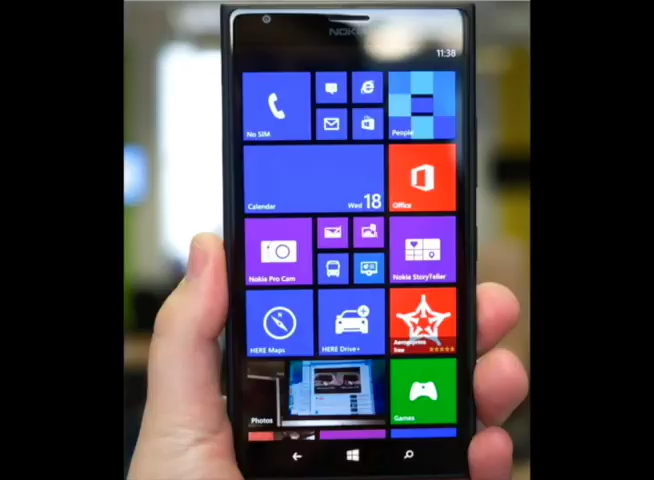 NOKIA
11:38
No SIM
People
Calendar
Wed 18
Office
Nokia Pro Cam
Nokia StoryTeller
HERE Maps
HERE Drive+
free
Photos
Games